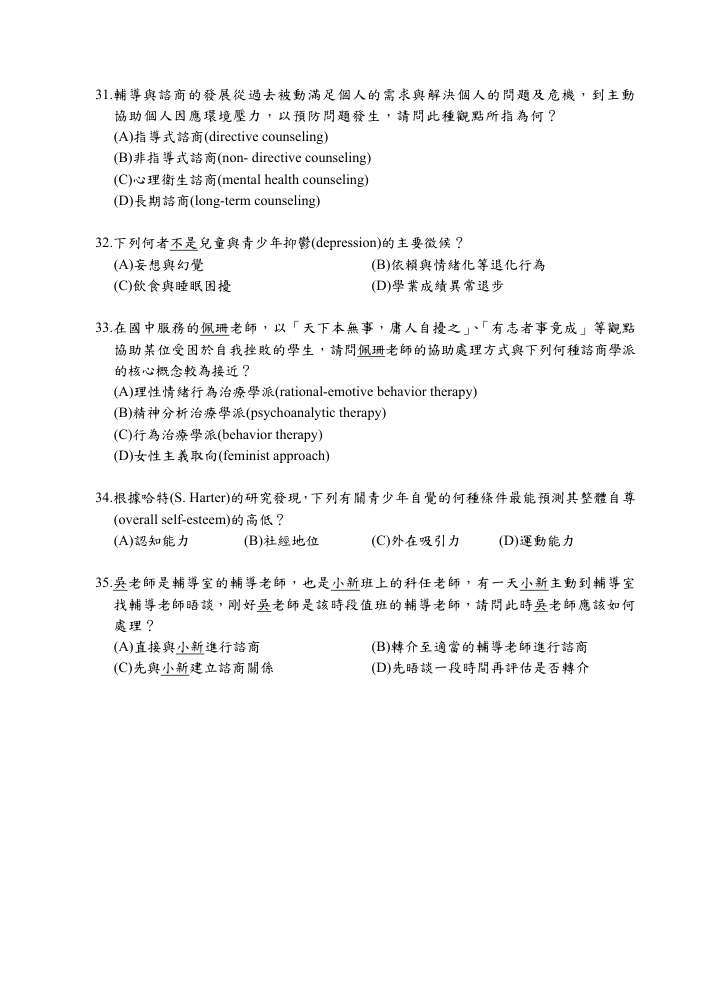 31.輔導與諮商的發展從過去被動滿足個人的需求與解決個人的問題及危機，到主動
協助個人因應環境壓力，以預防問題發生，請問此種觀點所指為何？
(A)指導式諮商(directive counseling)
(B)非指導式諮商(non- directive counseling)
(C)心理衛生諮商(mental health counseling)
(D)長期諮商(long-term counseling)
32.下列何者不是兒童與青少年抑鬱(depression)的主要徵候？
(A)妄想與幻覺 (B)依賴與情緒化等退化行為
(C)飲食與睡眠困擾 (D)學業成績異常退步
33.在國中服務的佩珊老師，以「天下本無事，庸人自擾之」、「有志者事竟成」等觀點
協助某位受困於自我挫敗的學生，請問佩珊老師的協助處理方式與下列何種諮商學派
的核心概念較為接近？
(A)理性情緒行為治療學派(rational-emotive behavior therapy)
(B)精神分析治療學派(psychoanalytic therapy)
(C)行為治療學派(behavior therapy)
(D)女性主義取向(feminist approach)
34.根據哈特(S. Harter)的研究發現，下列有關青少年自覺的何種條件最能預測其整體自尊
(overall self-esteem)的高低？
(A)認知能力 (B)社經地位 (C)外在吸引力 (D)運動能力
35.吳老師是輔導室的輔導老師，也是小新班上的科任老師，有一天小新主動到輔導室
找輔導老師晤談，剛好吳老師是該時段值班的輔導老師，請問此時吳老師應該如何
處理？
(A)直接與小新進行諮商 (B)轉介至適當的輔導老師進行諮商
(C)先與小新建立諮商關係 (D)先晤談一段時間再評估是否轉介